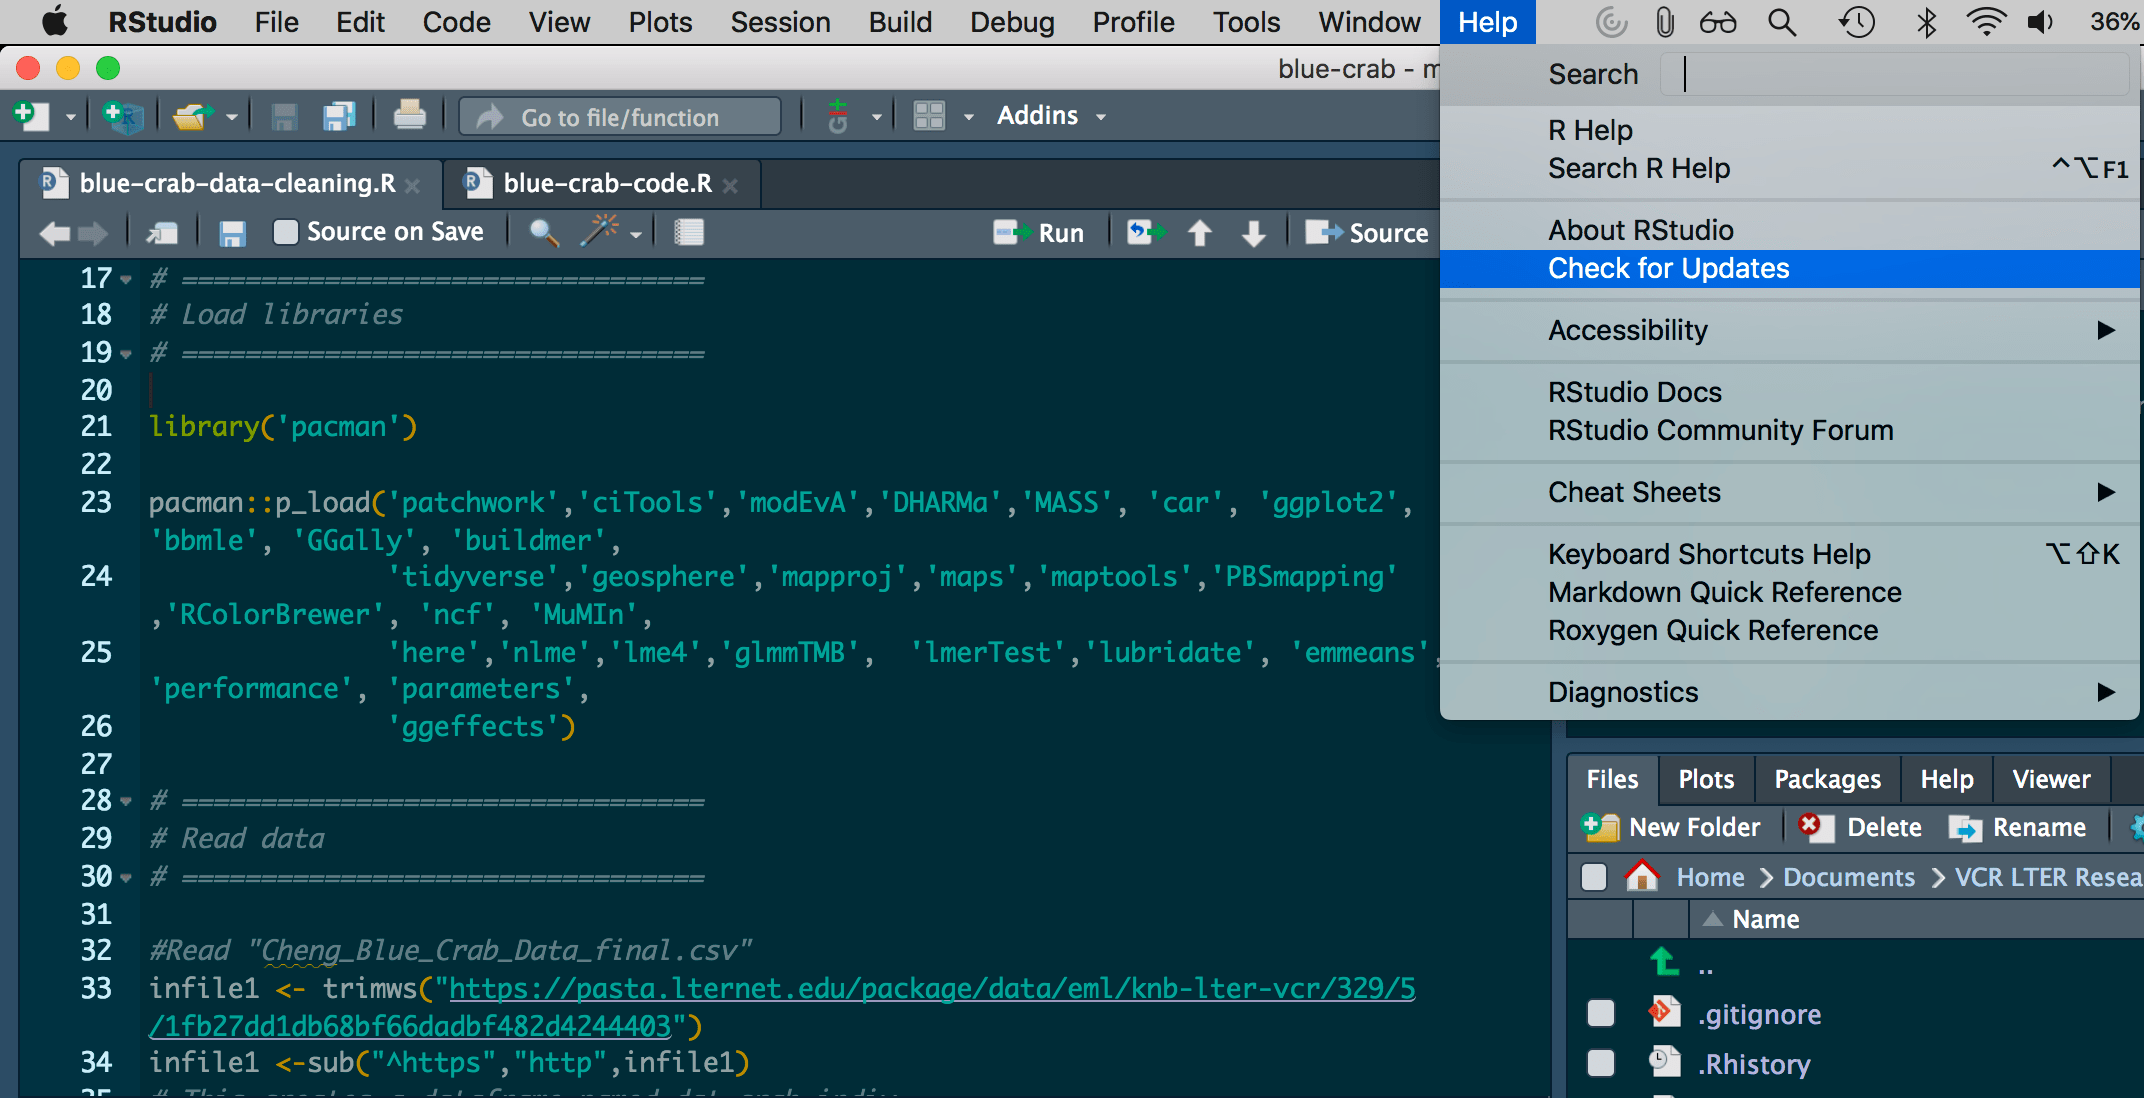 RStudio File Edit Code View Plots Session Build Debug Profile Tools Window Help 36%
blue-crab -
Search
Go to file/function Addins
R Help
Search R Help ^⌥F1
blue-crab-data-cleaning.R blue-crab-code.R
Source on Save Run Source
About RStudio
Check for Updates
Accessibility
RStudio Docs
RStudio Community Forum
Cheat Sheets
Keyboard Shortcuts Help ⌥⇧K
Markdown Quick Reference
Roxygen Quick Reference
Diagnostics
17 # =================================
18 # Load libraries
19 # =================================
20
21 library('pacman')
22
23 pacman::p_load('patchwork','ciTools','modEvA','DHARMa','MASS', 'car', 'ggplot2',
'bbmle', 'GGally', 'buildmer',
24 'tidyverse','geosphere','mapproj','maps','maptools','PBSmapping'
,'RColorBrewer', 'ncf', 'MuMIn',
25 'here','nlme','lme4','glmmTMB', 'lmerTest','lubridate', 'emmeans',
'performance', 'parameters',
26 'ggeffects')
27
28 # =================================
29 # Read data
30 # =================================
31
32 #Read "Cheng_Blue_Crab_Data_final.csv"
33 infile1 <- trimws("https://pasta.lternet.edu/package/data/eml/knb-lter-vcr/329/5
/1fb27dd1db68bf66dadbf482d4244403")
34 infile1 <-sub("^https","http",infile1)
Files Plots Packages Help Viewer
New Folder Delete Rename
Home Documents VCR LTER
Name
..
.gitignore
.Rhistory